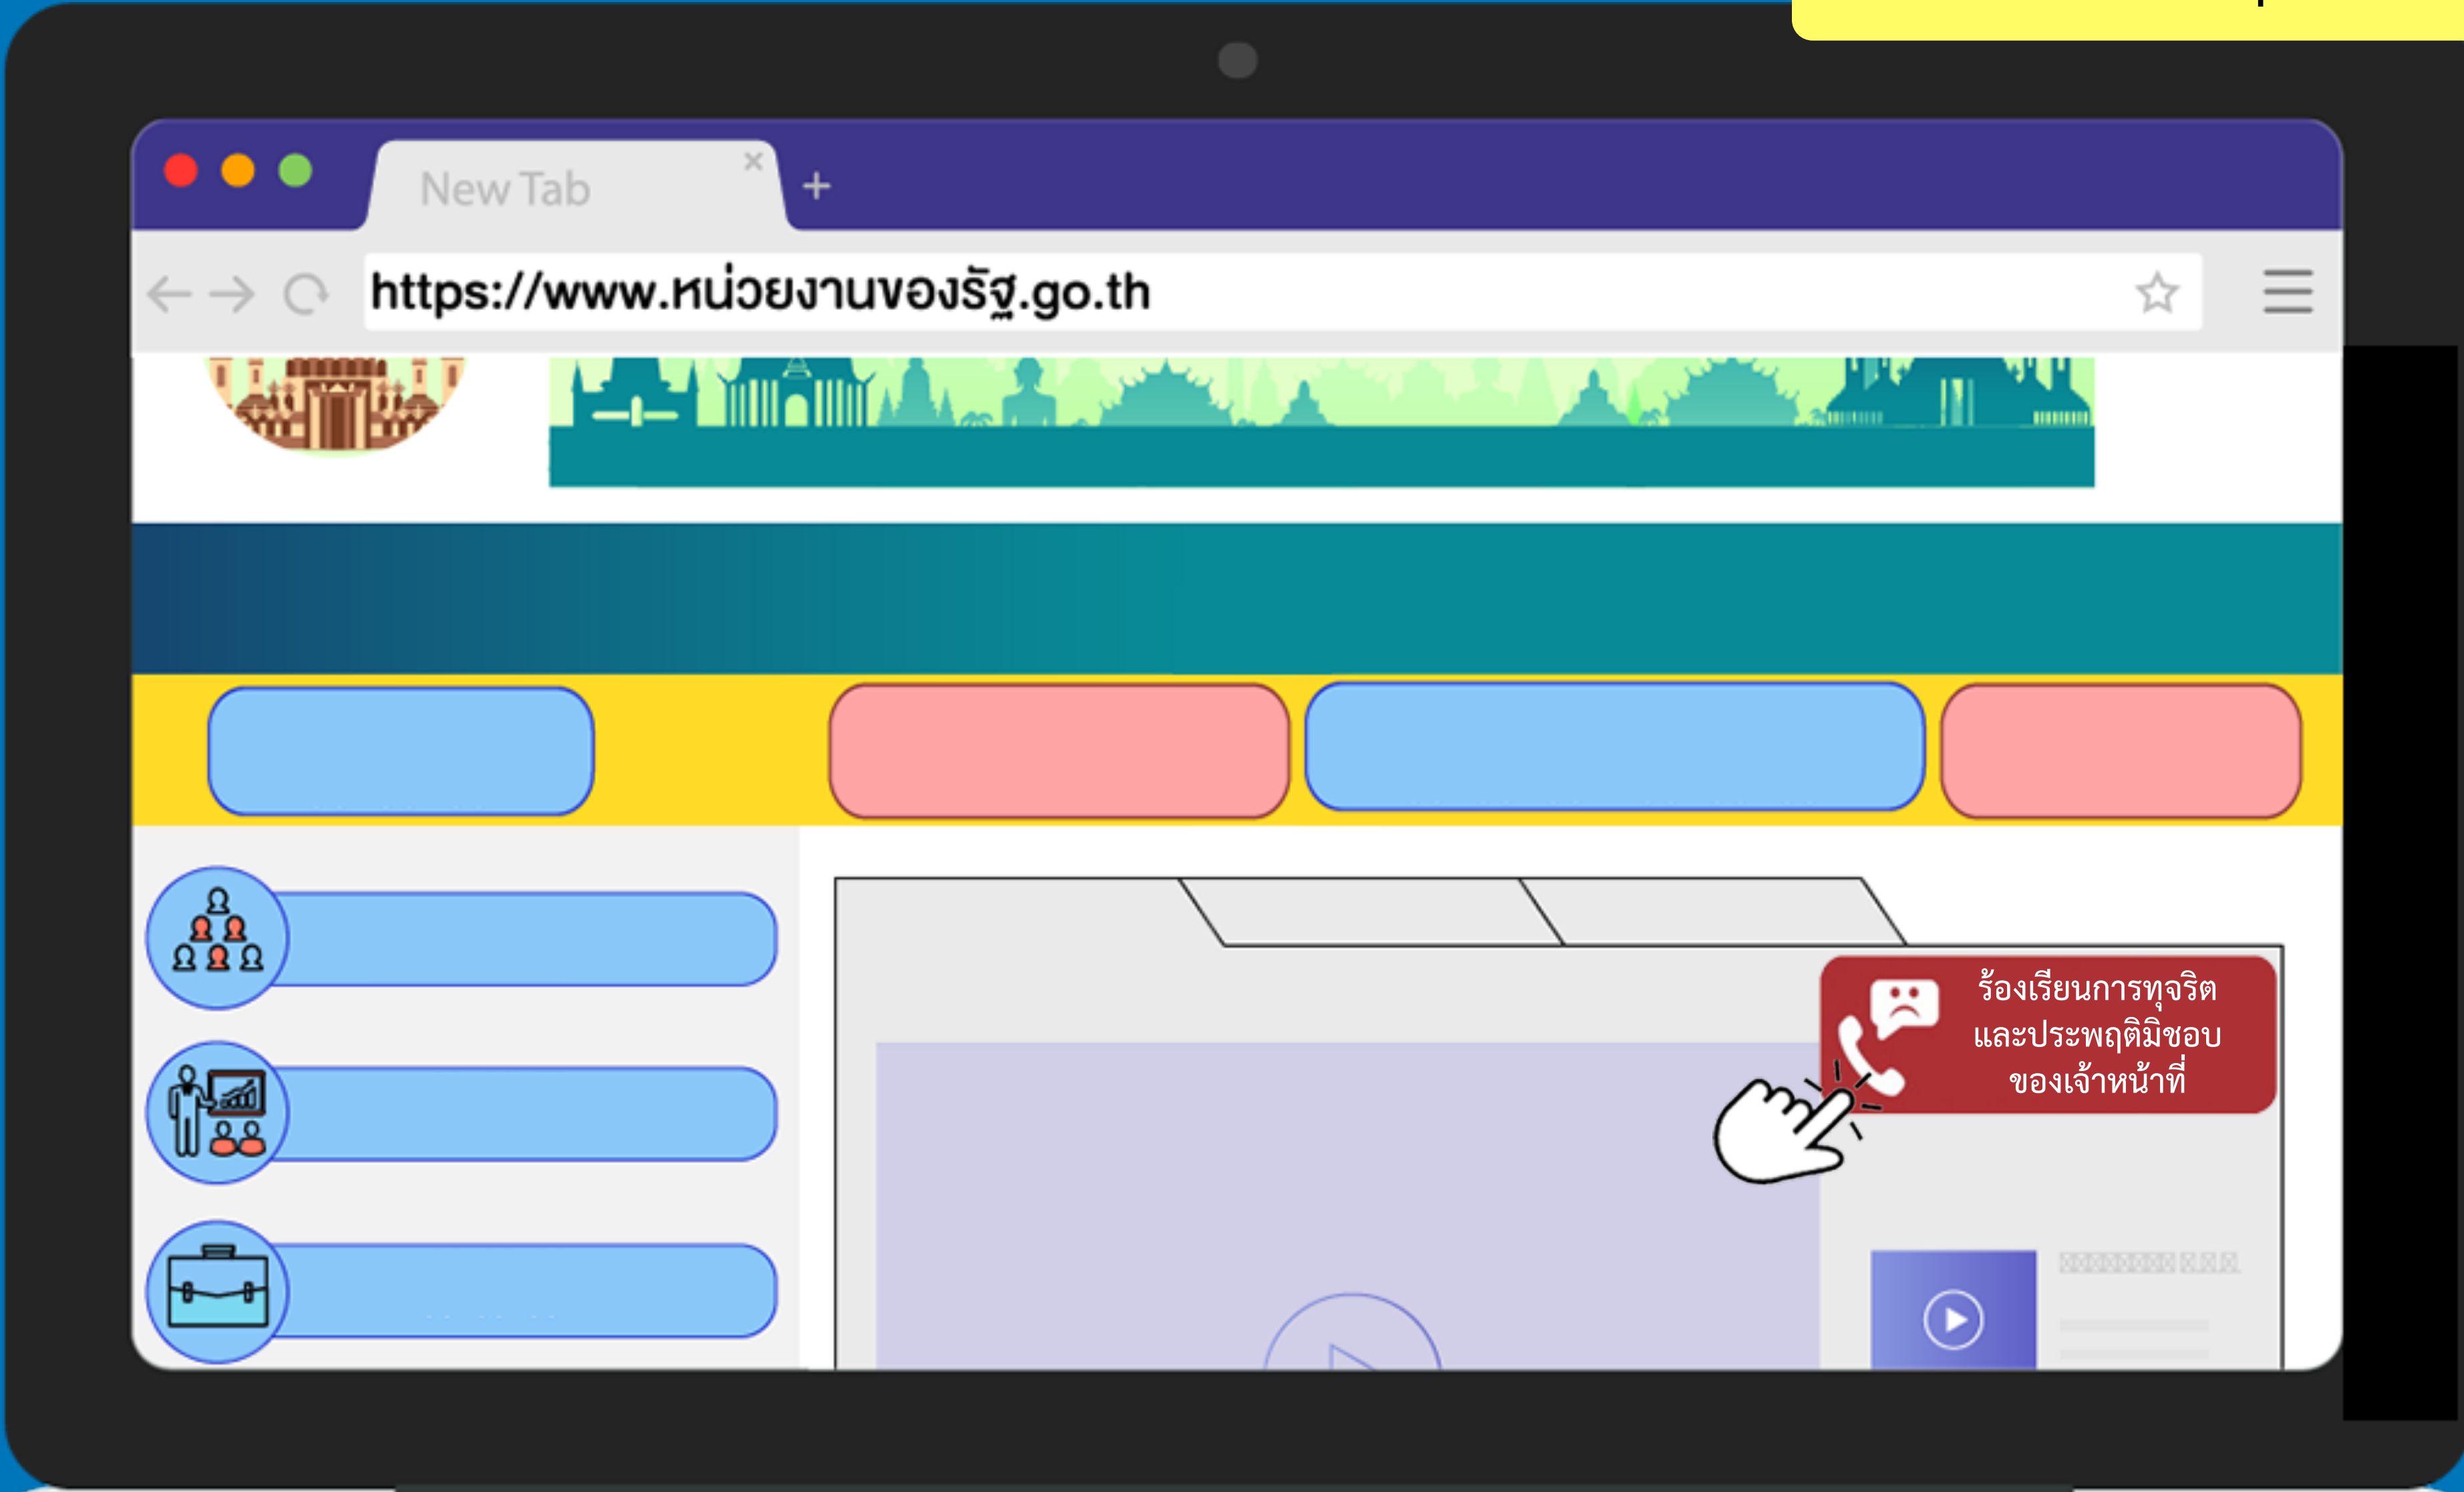 New Tab
https://www.หน่วยงานของรัฐ.go.th
ร้องเรียนการทุจริต
และประพฤติมิชอบ
ของเจ้าหน้าที่